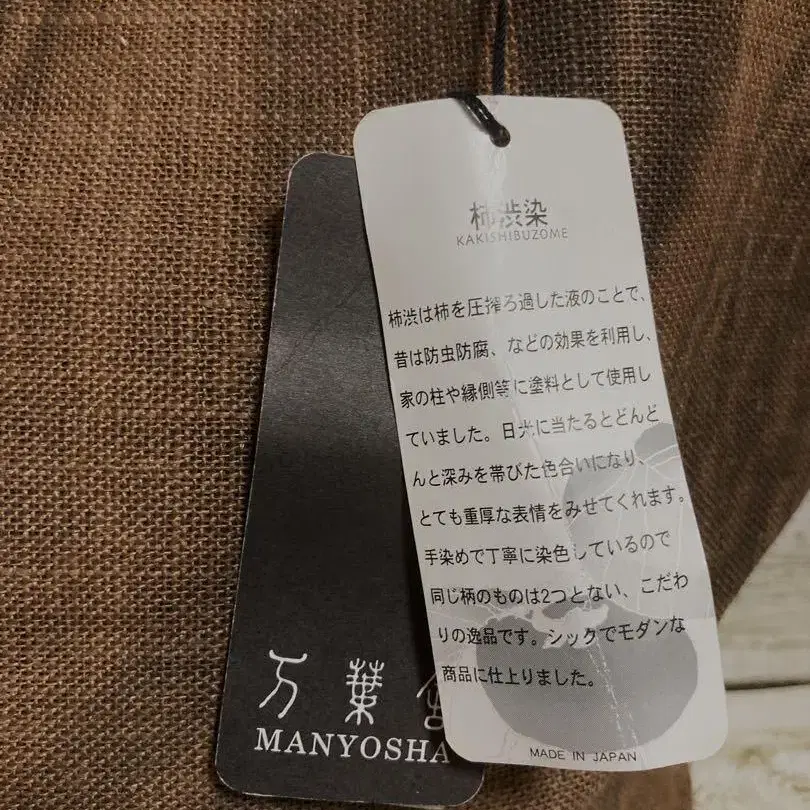 柿渋染
KAKISHIBUZOME
柿渋は柿を圧搾ろ過した液のことで、
昔は防虫防腐、などの効果を利用し、
家の柱や縁側等に塗料として使用し
ていました。日光に当たるとどんど
んと深みを帯びた色合いになり、
とても重厚な表情をみせてくれます。
手染めで丁寧に染色しているので
同じ柄のものは2つとない、こだわ
りの逸品です。シックでモダンな
商品に仕上りました。
MADE IN JAPAN
万葉
MANYOSHA